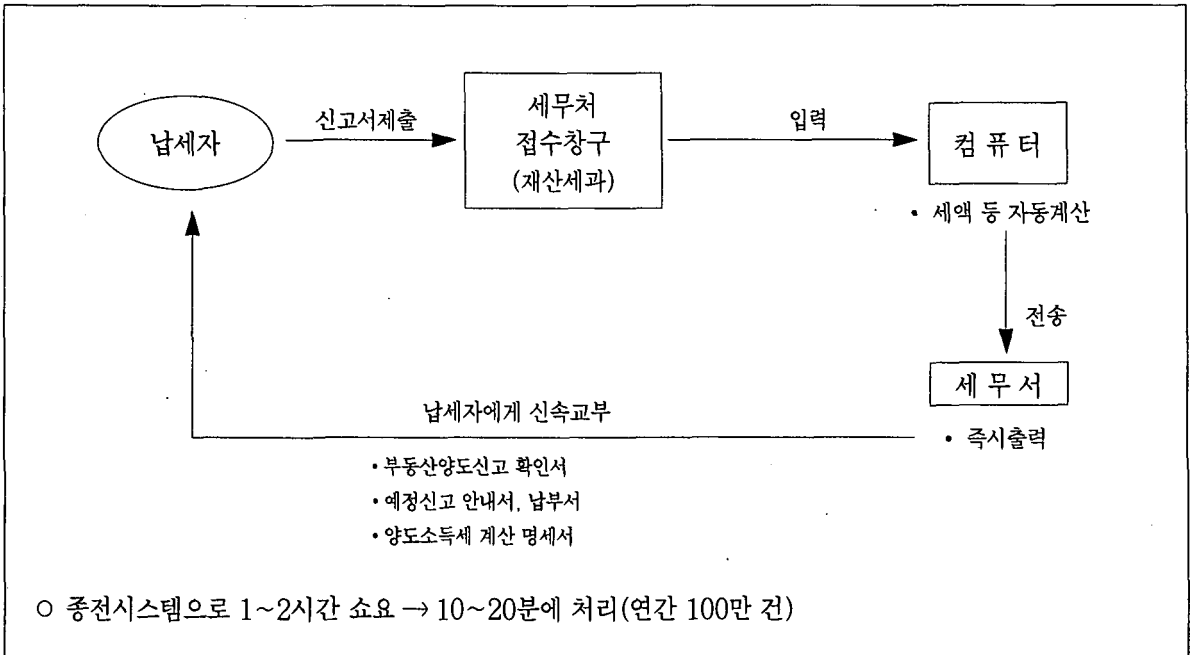 납세자
신고서제출
세무처
접수창구
(재산세과)
입력
컴 퓨 터
• 세액 등 자동계산
전송
세 무 서
• 즉시출력
납세자에게 신속교부
• 부동산양도신고 확인서
• 예정신고 안내서, 납부서
• 양도소득세 계산 명세서
○ 종전시스템으로 1~2시간 쇼요 → 10~20분에 처리(연간 100만 건)